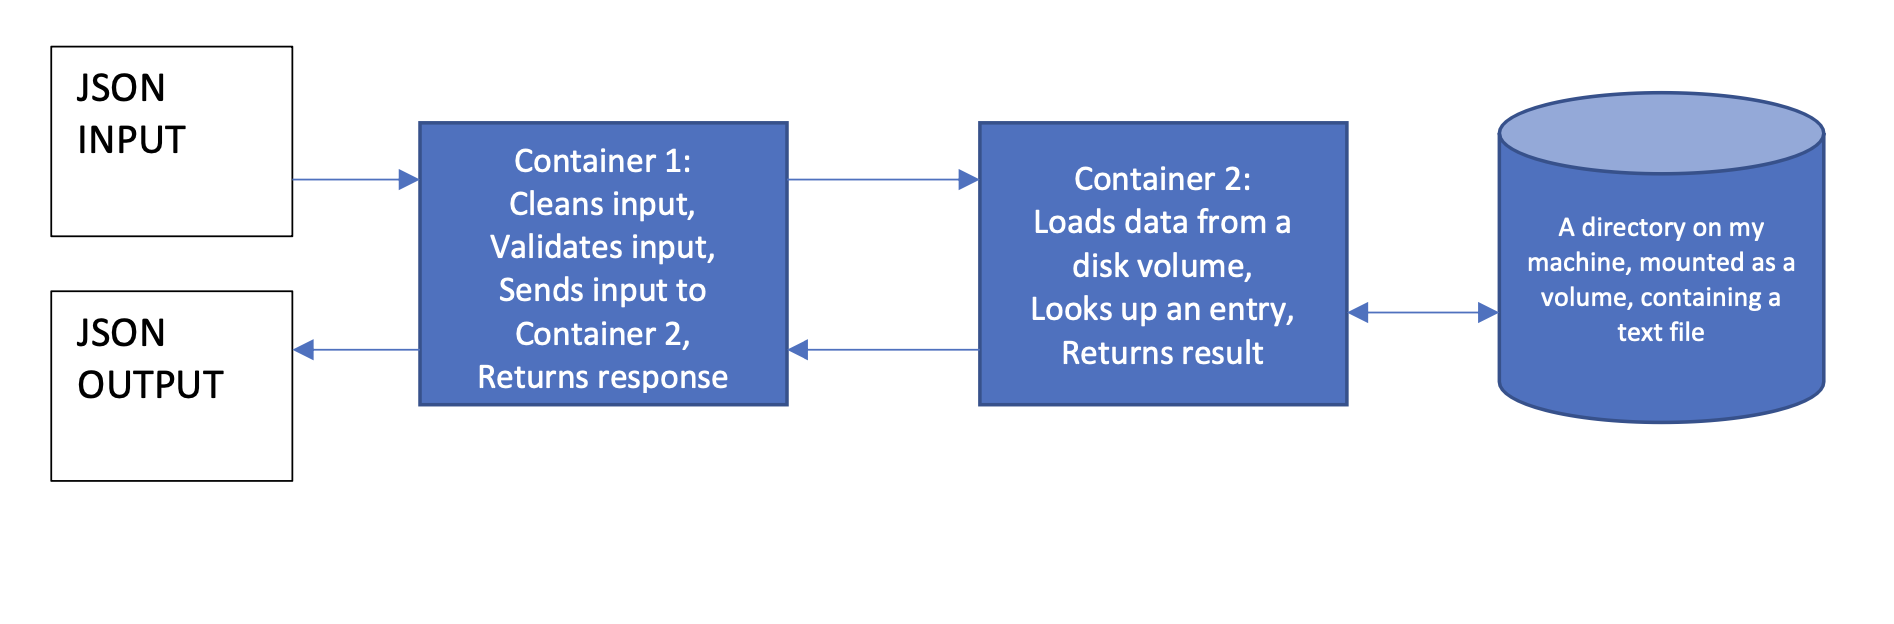 JSON
INPUT
JSON
OUTPUT
Container 1:
Cleans input,
Validates input,
Sends input to
Container 2,
Returns response
Container 2:
Loads data from a
disk volume,
Looks up an entry,
Returns result
A directory on my
machine, mounted as a
volume, containing a
text file